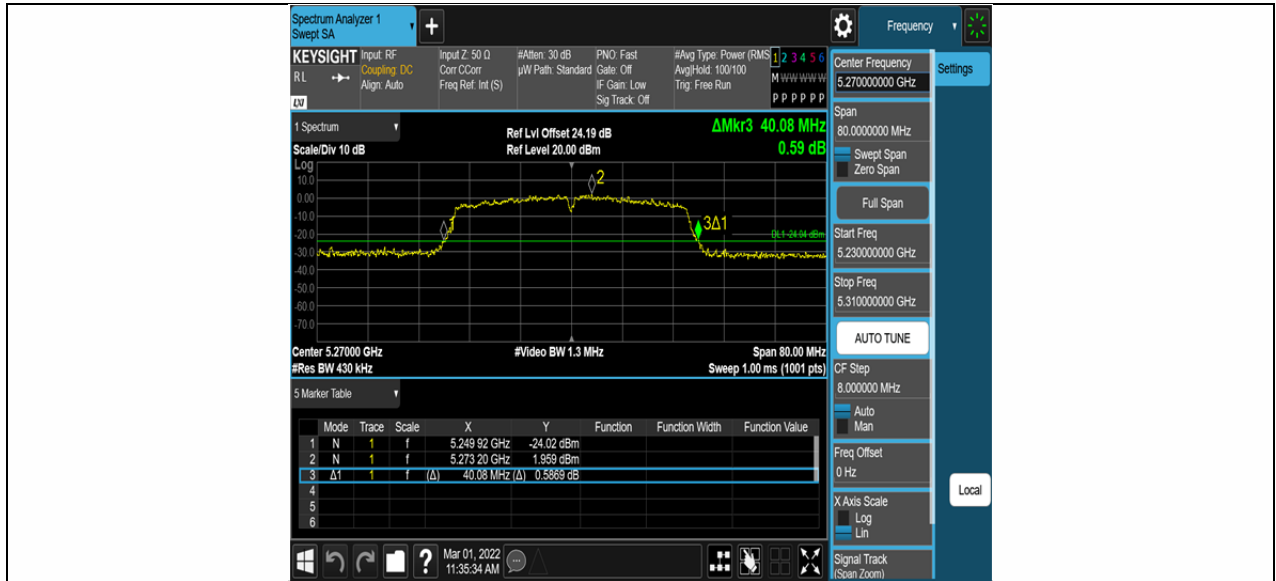 Spectrum Analyzer 1
Swept SA
+
Frequency
KEYSIGHT
RL
LXI
Input: RF
Coupling: DC
Align: Auto
Input Z: 50 Ω
Corr CCorr
Freq Ref: Int (S)
#Atten: 30 dB
µW Path: Standard
PNO: Fast
Gate: Off
IF Gain: Low
Sig Track: Off
#Avg Type: Power (RMS
Avg|Hold: 100/100
Trig: Free Run
1 2 3 4 5 6
M W W W W W
P P P P P P
1 Spectrum
Scale/Div 10 dB
Ref Lvl Offset 24.19 dB
Ref Level 20.00 dBm
ΔMkr3 40.08 MHz
0.59 dB
Log
10.0
0.00
-10.0
-20.0
-30.0
-40.0
-50.0
-60.0
-70.0
1
2
3Δ1
DL1 -24.04 dBm
Center 5.27000 GHz
#Res BW 430 kHz
#Video BW 1.3 MHz
Span 80.00 MHz
Sweep 1.00 ms (1001 pts)
5 Marker Table
Mode Trace Scale X Y Function Function Width Function Value
1 N 1 f 5.249 92 GHz -24.02 dBm
2 N 1 f 5.273 20 GHz 1.959 dBm
3 Δ1 1 f (Δ) 40.08 MHz (Δ) 0.5869 dB
4
5
6
?
Mar 01, 2022
11:35:34 AM
Center Frequency
5.270000000 GHz
Settings
Span
80.0000000 MHz
Swept Span
Zero Span
Full Span
Start Freq
5.230000000 GHz
Stop Freq
5.310000000 GHz
AUTO TUNE
CF Step
8.000000 MHz
Auto
Man
Freq Offset
0 Hz
X Axis Scale
Log
Lin
Local
Signal Track
(Span Zoom)